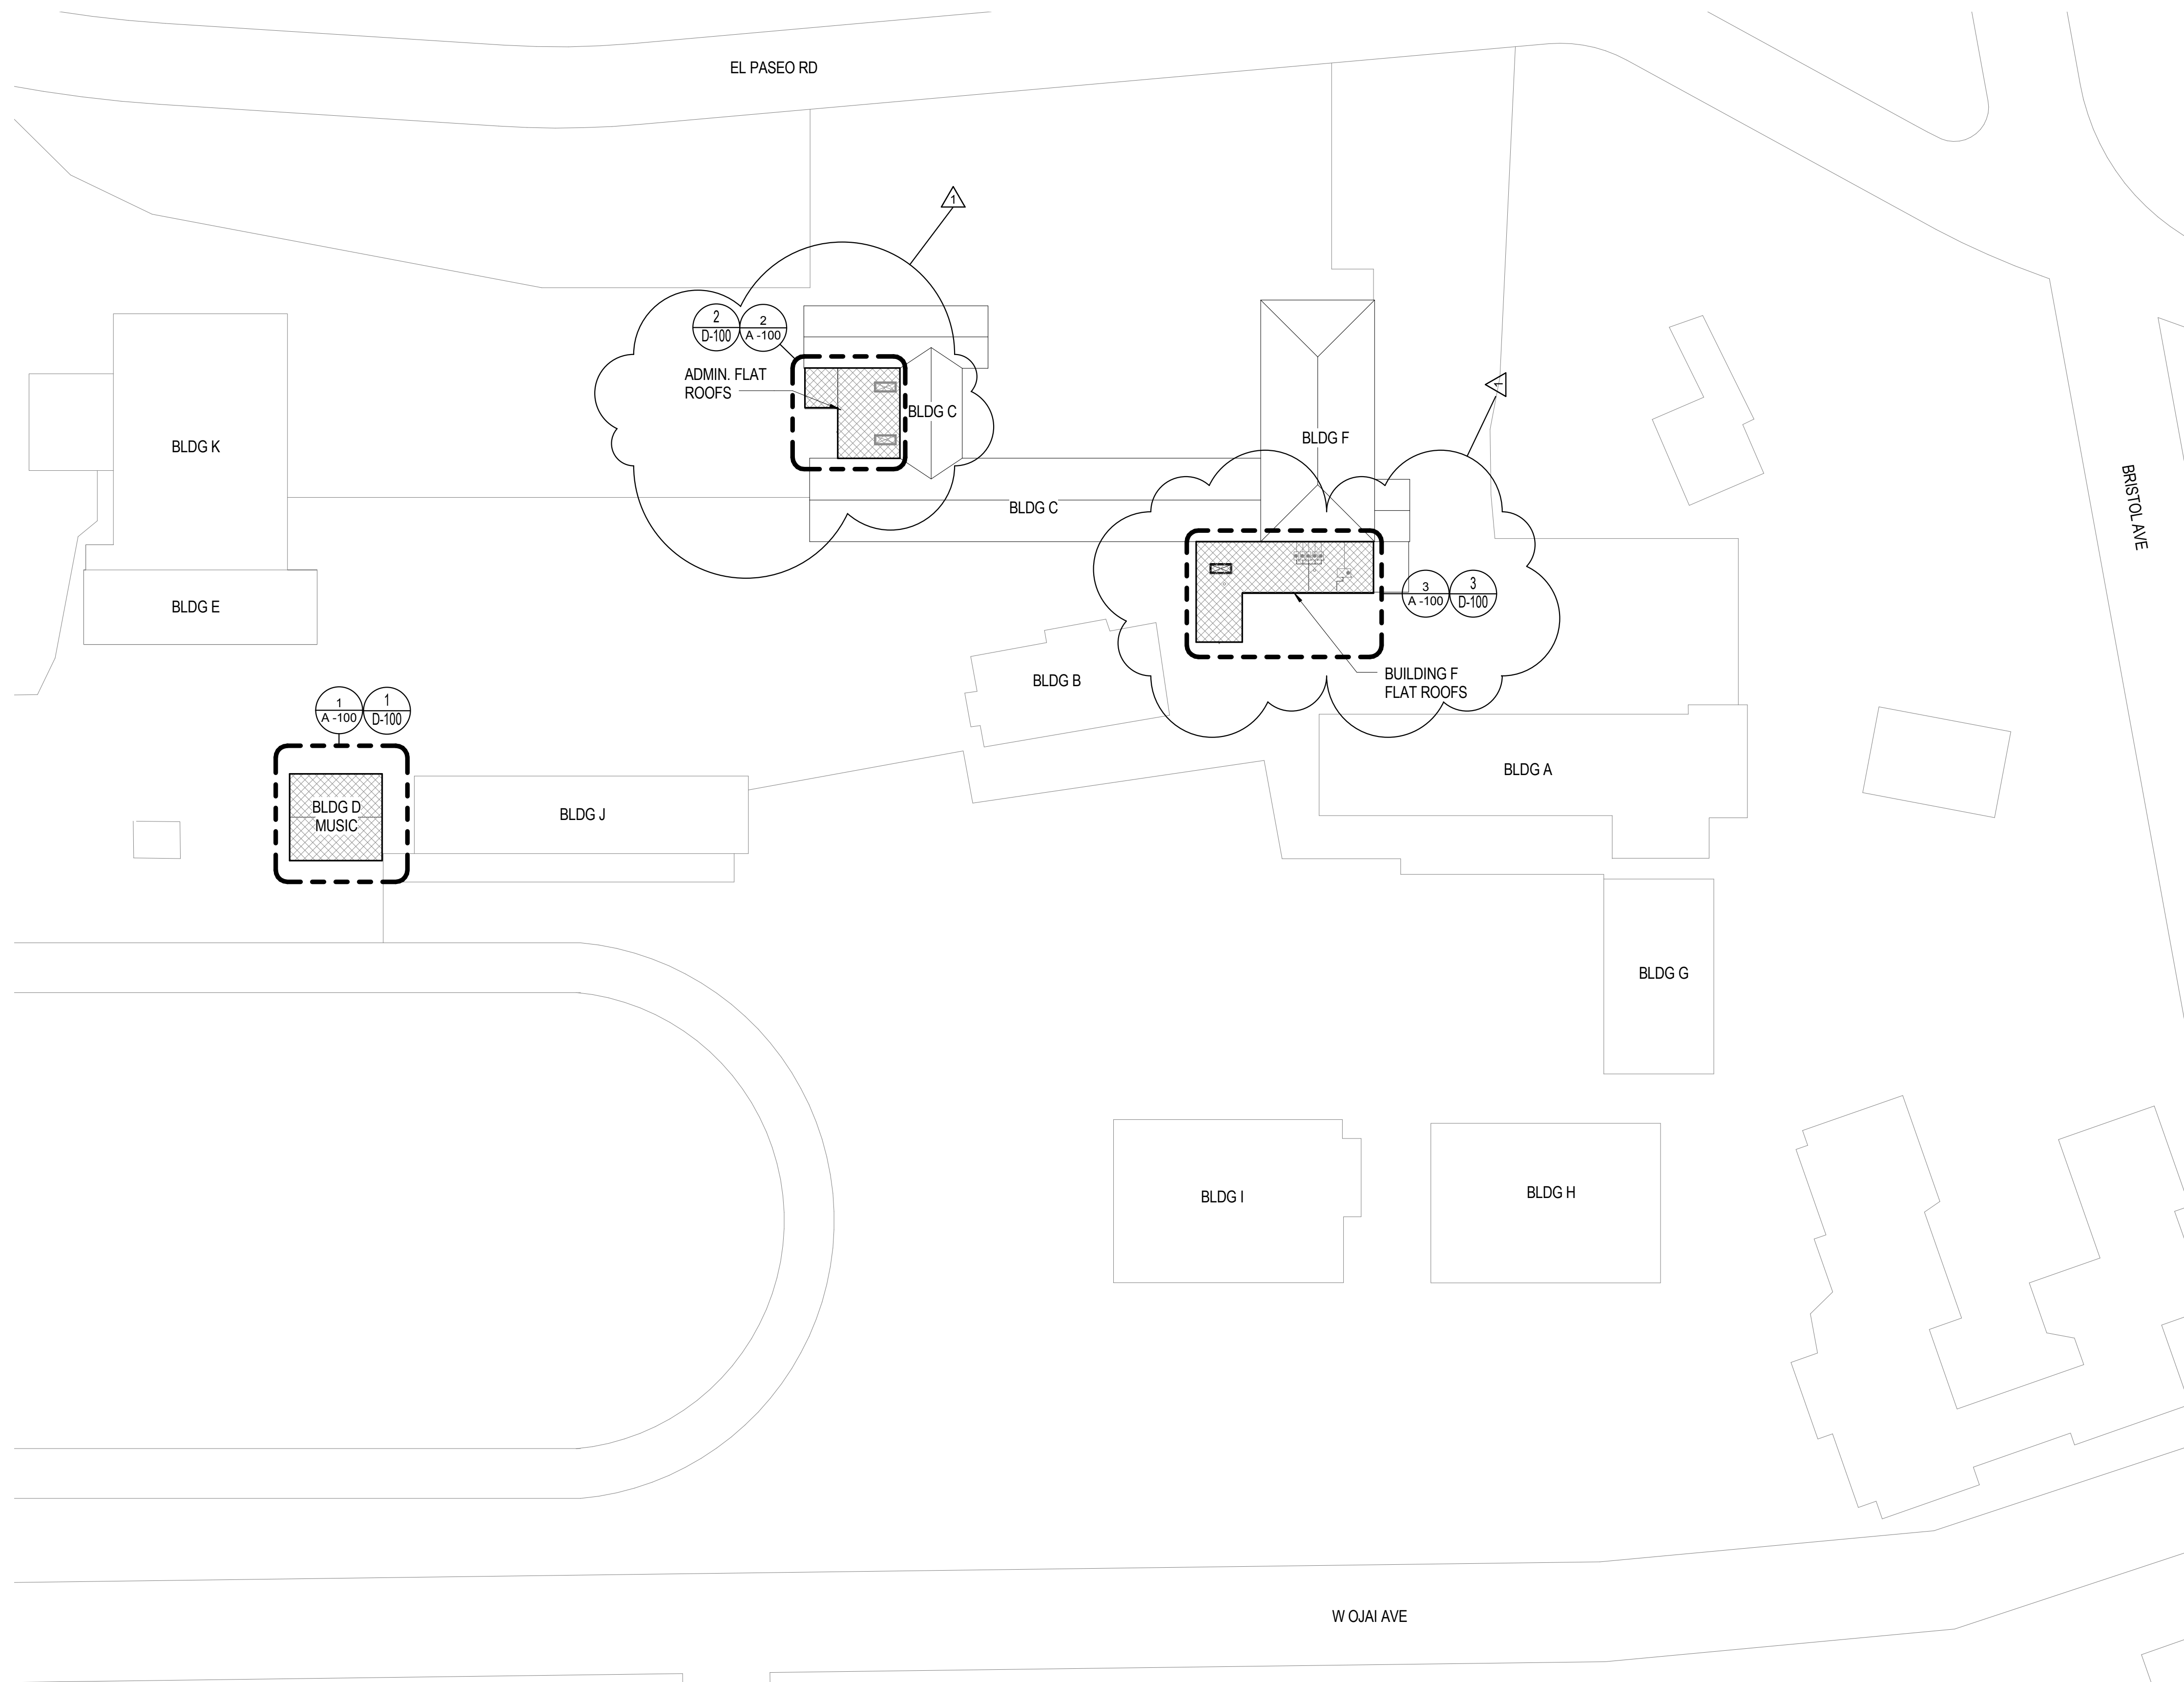 EL PASEO RD
1
2
D-100
2
A -100
ADMIN. FLAT
ROOFS
BLDG C
1
BLDG F
BLDG K
BRISTOL AVE
BLDG C
BLDG E
3
A -100
3
D-100
BLDG B
BUILDING F
FLAT ROOFS
1
A -100
1
D-100
BLDG A
BLDG D
MUSIC
BLDG J
BLDG G
BLDG I
BLDG H
W OJAI AVE